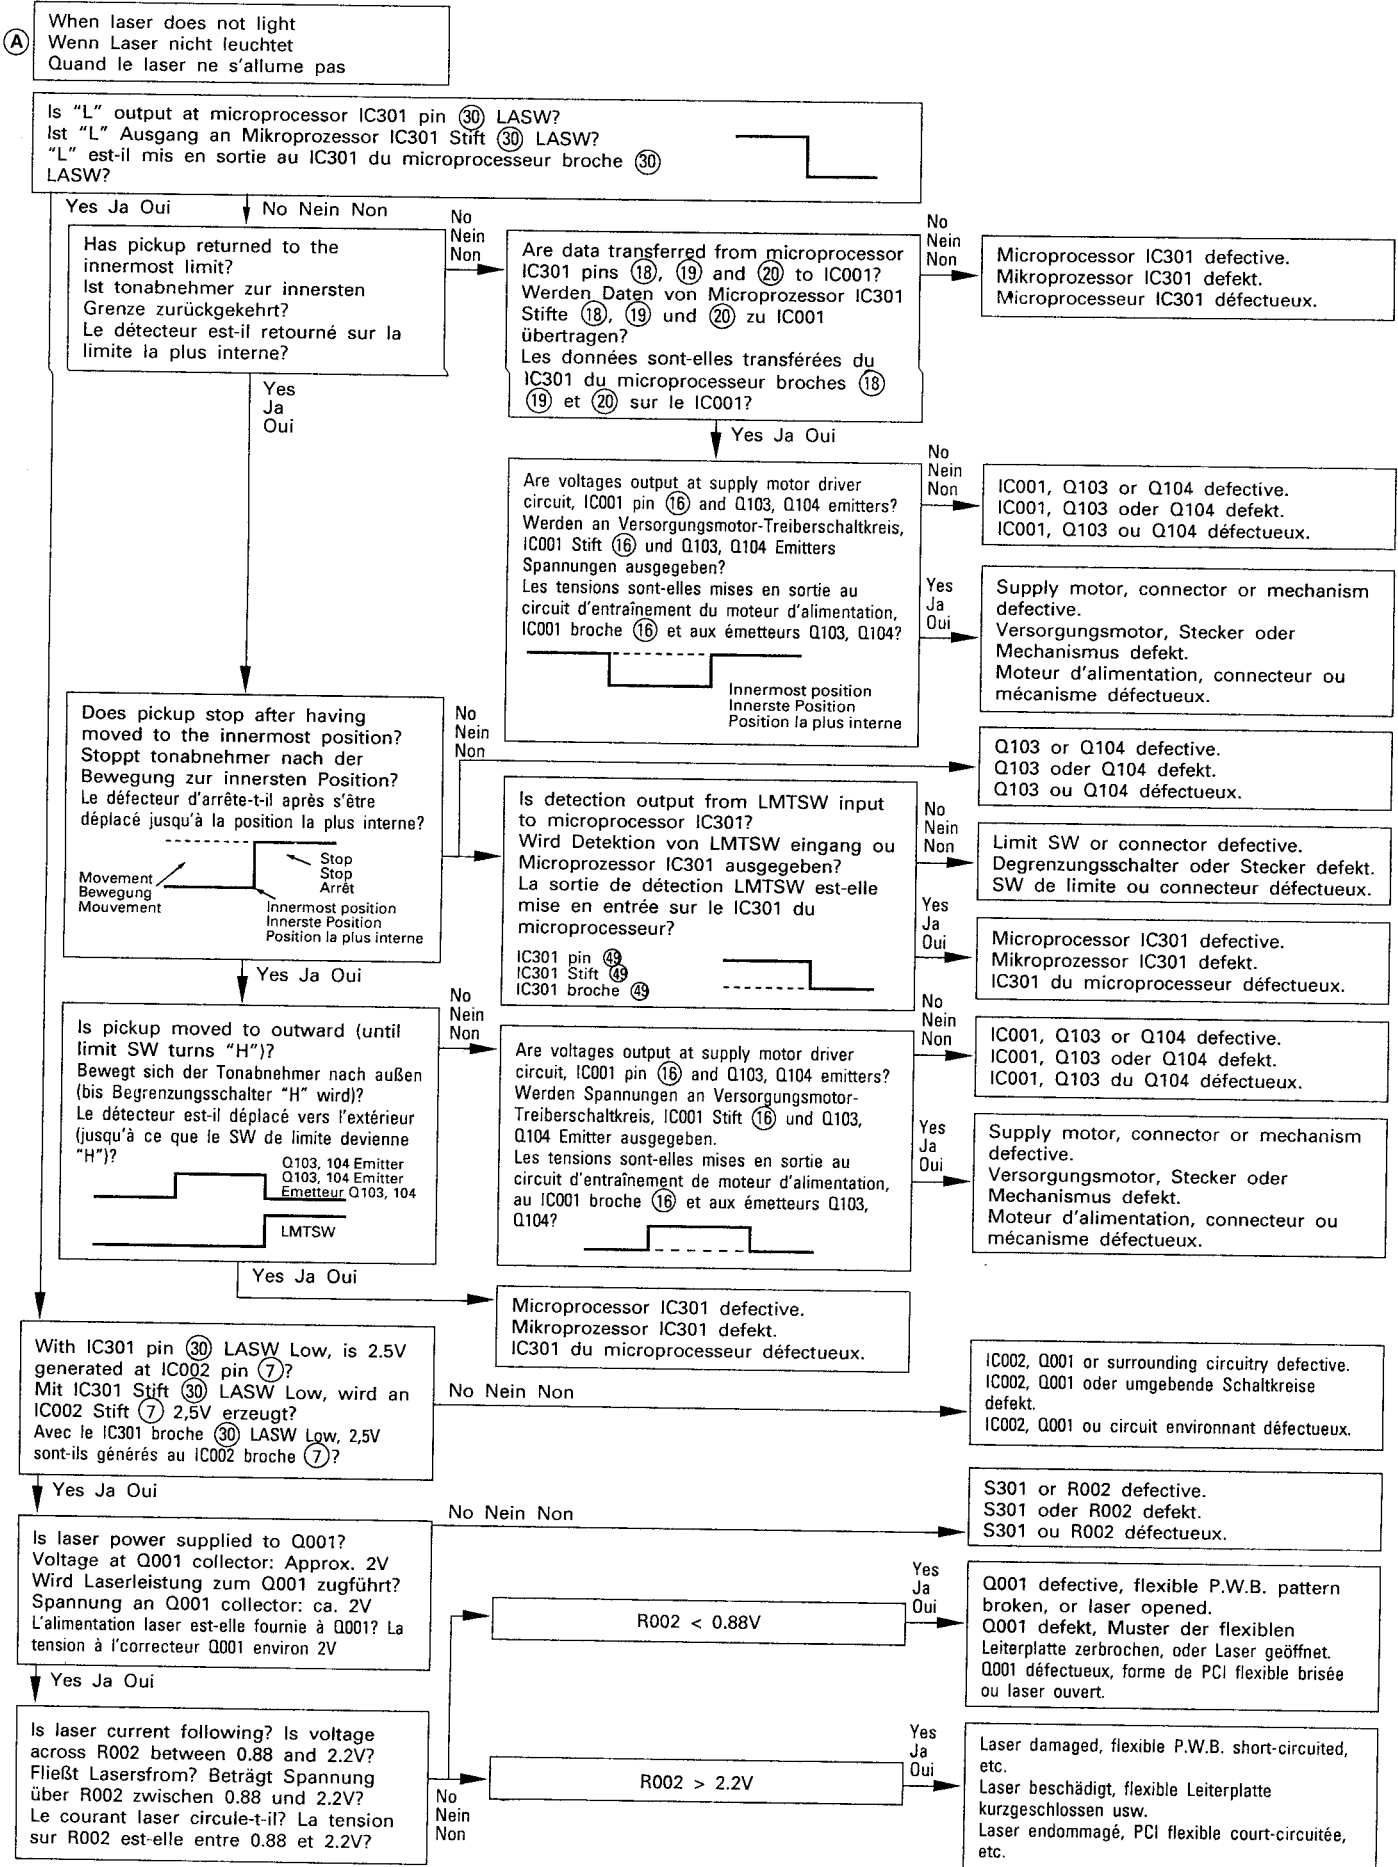 A
When laser does not light
Wenn Laser nicht leuchtet
Quand le laser ne s'allume pas
Is "L" output at microprocessor IC301 pin 30 LASW?
Ist "L" Ausgang an Mikroprozessor IC301 Stift 30 LASW?
"L" est-il mis en sortie au IC301 du microprocesseur broche 30
LASW?
Yes Ja Oui
No Nein Non
Has pickup returned to the
innermost limit?
Ist tonabnehmer zur innersten
Grenze zurückgekehrt?
Le détecteur est-il retourné sur la
limite la plus interne?
No
Nein
Non
Are data transferred from microprocessor
IC301 pins 18, 19 and 20 to IC001?
Werden Daten von Microprozessor IC301
Stifte 18, 19 und 20 zu IC001
übertragen?
Les données sont-elles transférées du
IC301 du microprocesseur broches 18
19 et 20 sur le IC001?
No
Nein
Non
Microprocessor IC301 defective.
Mikroprozessor IC301 defekt.
Microprocesseur IC301 défectueux.
Yes
Ja
Oui
Yes Ja Oui
Are voltages output at supply motor driver
circuit, IC001 pin 16 and Q103, Q104 emitters?
Werden an Versorgungsmotor-Treiberschaltkreis,
IC001 Stift 16 und Q103, Q104 Emitters
Spannungen ausgegeben?
Les tensions sont-elles mises en sortie au
circuit d'entraînement du moteur d'alimentation,
IC001 broche 16 et aux émetteurs Q103, Q104?
Innermost position
Innerste Position
Position la plus interne
No
Nein
Non
IC001, Q103 or Q104 defective.
IC001, Q103 oder Q104 defekt.
IC001, Q103 ou Q104 défectueux.
Yes
Ja
Oui
Supply motor, connector or mechanism
defective.
Versorgungsmotor, Stecker oder
Mechanismus defekt.
Moteur d'alimentation, connecteur ou
mécanisme défectueux.
Does pickup stop after having
moved to the innermost position?
Stoppt tonabnehmer nach der
Bewegung zur innersten Position?
Le défecteur d'arrête-t-il après s'être
déplacé jusqu'à la position la plus interne?
Movement
Bewegung
Mouvement
Stop
Stop
Arrêt
Innermost position
Innerste Position
Position la plus interne
No
Nein
Non
Q103 or Q104 defective.
Q103 oder Q104 defekt.
Q103 ou Q104 défectueux.
Is detection output from LMTSW input
to microprocessor IC301?
Wird Detektion von LMTSW eingang ou
Microprozessor IC301 ausgegeben?
La sortie de détection LMTSW est-elle
mise en entrée sur le IC301 du
microprocesseur?
IC301 pin 49
IC301 Stift 49
IC301 broche 49
No
Nein
Non
Limit SW or connector defective.
Degrenzungsschalter oder Stecker defekt.
SW de limite ou connecteur défectueux.
Yes
Ja
Oui
Microprocessor IC301 defective.
Mikroprozessor IC301 defekt.
IC301 du microprocesseur défectueux.
Yes Ja Oui
Is pickup moved to outward (until
limit SW turns "H")?
Bewegt sich der Tonabnehmer nach außen
(bis Begrenzungsschalter "H" wird)?
Le détecteur est-il déplacé vers l'extérieur
(jusqu'à ce que le SW de limite devienne
"H")?
Q103, 104 Emitter
Q103, 104 Emitter
Emetteur Q103, 104
LMTSW
No
Nein
Non
Are voltages output at supply motor driver
circuit, IC001 pin 16 and Q103, Q104 emitters?
Werden Spannungen an Versorgungsmotor-
Treiberschaltkreis, IC001 Stift 16 und Q103,
Q104 Emitter ausgegeben.
Les tensions sont-elles mises en sortie au
circuit d'entraînement de moteur d'alimentation,
au IC001 broche 16 et aux émetteurs Q103,
Q104?
No
Nein
Non
IC001, Q103 or Q104 defective.
IC001, Q103 oder Q104 defekt.
IC001, Q103 du Q104 défectueux.
Yes
Ja
Oui
Supply motor, connector or mechanism
defective.
Versorgungsmotor, Stecker oder
Mechanismus defekt.
Moteur d'alimentation, connecteur ou
mécanisme défectueux.
Yes Ja Oui
Microprocessor IC301 defective.
Mikroprozessor IC301 defekt.
IC301 du microprocesseur défectueux.
With IC301 pin 30 LASW Low, is 2.5V
generated at IC002 pin 7?
Mit IC301 Stift 30 LASW Low, wird an
IC002 Stift 7 2,5V erzeugt?
Avec le IC301 broche 30 LASW Low, 2,5V
sont-ils générés au IC002 broche 7?
No Nein Non
IC002, Q001 or surrounding circuitry defective.
IC002, Q001 oder umgebende Schaltkreise
defekt.
IC002, Q001 ou circuit environnant défectueux.
Yes Ja Oui
Is laser power supplied to Q001?
Voltage at Q001 collector: Approx. 2V
Wird Laserleistung zum Q001 zugführt?
Spannung an Q001 collector: ca. 2V
L'alimentation laser est-elle fournie à Q001? La
tension à l'correcteur Q001 environ 2V
No Nein Non
S301 or R002 defective.
S301 oder R002 defekt.
S301 ou R002 défectueux.
Yes Ja Oui
Is laser current following? Is voltage
across R002 between 0.88 and 2.2V?
Fließt Lasersfrom? Beträgt Spannung
über R002 zwischen 0.88 und 2.2V?
Le courant laser circule-t-il? La tension
sur R002 est-elle entre 0.88 et 2.2V?
No
Nein
Non
R002 < 0.88V
Yes
Ja
Oui
Q001 defective, flexible P.W.B. pattern
broken, or laser opened.
Q001 defekt, Muster der flexiblen
Leiterplatte zerbrochen, oder Laser geöffnet.
Q001 défectueux, forme de PCI flexible brisée
ou laser ouvert.
R002 > 2.2V
Yes
Ja
Oui
Laser damaged, flexible P.W.B. short-circuited,
etc.
Laser beschädigt, flexible Leiterplatte
kurzgeschlossen usw.
Laser endommagé, PCI flexible court-circuitée,
etc.